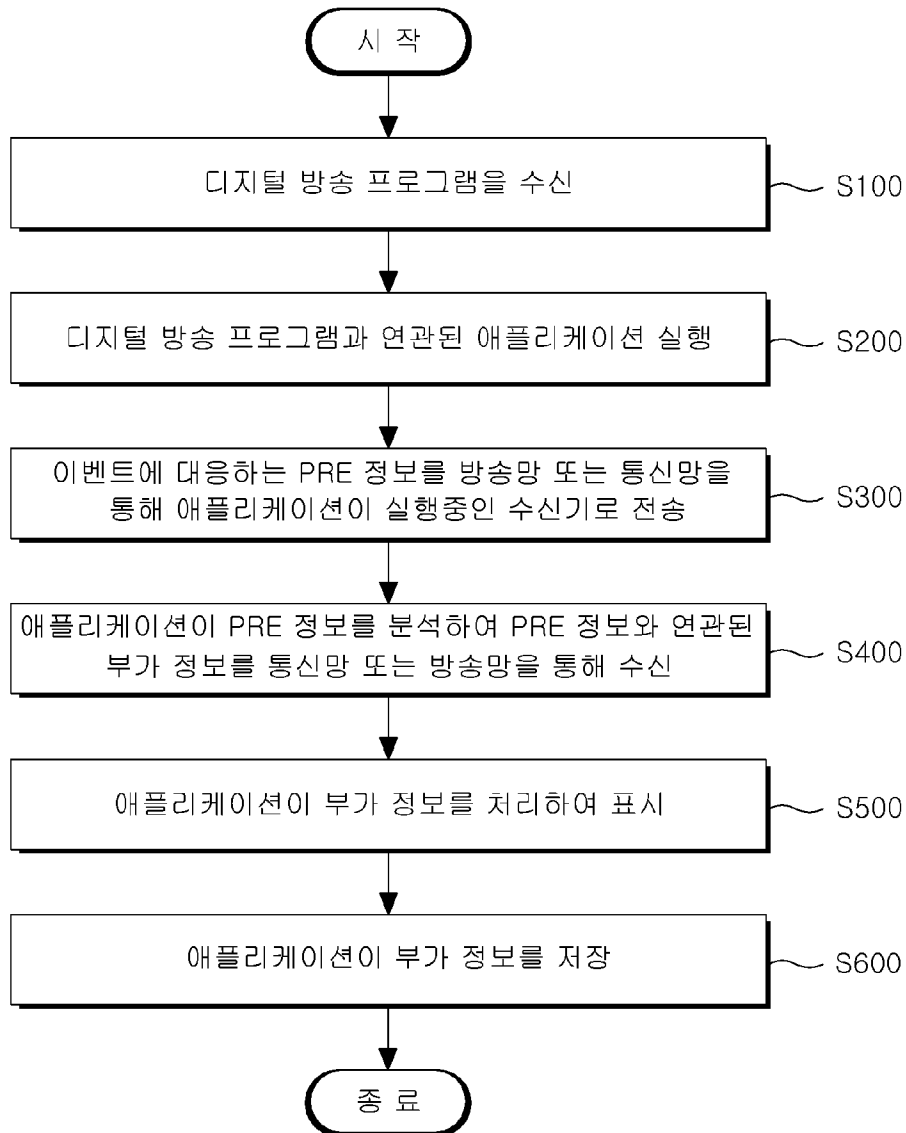 시 작
디지털 방송 프로그램을 수신
S100
디지털 방송 프로그램과 연관된 애플리케이션 실행
S200
이벤트에 대응하는 PRE 정보를 방송망 또는 통신망을
통해 애플리케이션이 실행중인 수신기로 전송
S300
애플리케이션이 PRE 정보를 분석하여 PRE 정보와 연관된
부가 정보를 통신망 또는 방송망을 통해 수신
S400
애플리케이션이 부가 정보를 처리하여 표시
S500
애플리케이션이 부가 정보를 저장
S600
종 료